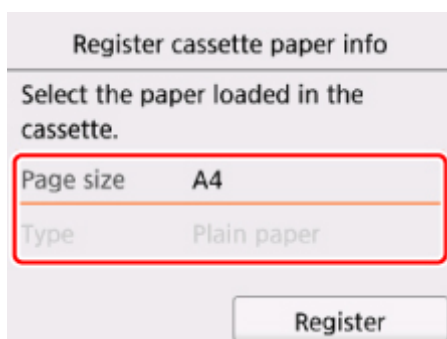 Register cassette paper info
Select the paper loaded in the
cassette.
Page size A4
Type Plain paper
Register